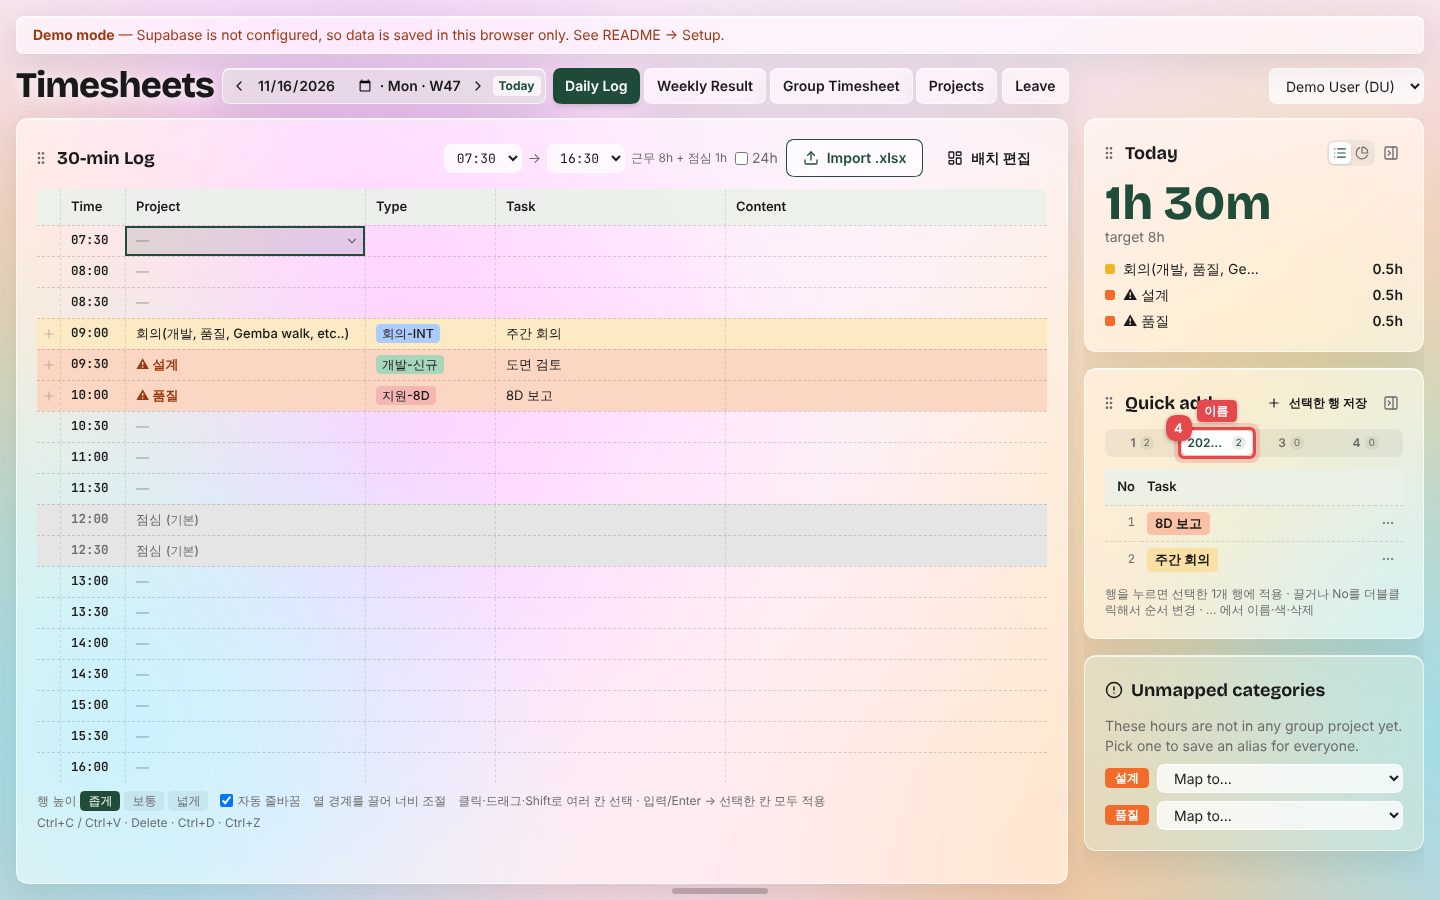 Demo mode — Supabase is not configured, so data is saved in this browser only. See README → Setup.
Timesheets
11/16/2026 · Mon · W47 Today
Daily Log
Weekly Result
Group Timesheet
Projects
Leave
Demo User (DU)
30-min Log
07:30 → 16:30 근무 8h + 점심 1h 24h
Import .xlsx
배치 편집
Time Project Type Task Content
07:30 —
08:00 —
08:30 —
+ 09:00 회의(개발, 품질, Gemba walk, etc..) 회의-INT 주간 회의
+ 09:30 ⚠ 설계 개발-신규 도면 검토
+ 10:00 ⚠ 품질 지원-8D 8D 보고
10:30 —
11:00 —
11:30 —
12:00 점심 (기본)
12:30 점심 (기본)
13:00 —
13:30 —
14:00 —
14:30 —
15:00 —
15:30 —
16:00 —
행 높이 좁게 보통 넓게 자동 줄바꿈 열 경계를 끌어 너비 조절 클릭·드래그·Shift로 여러 칸 선택 · 입력/Enter → 선택한 칸 모두 적용
Ctrl+C / Ctrl+V · Delete · Ctrl+D · Ctrl+Z
Today
1h 30m
target 8h
회의(개발, 품질, Ge... 0.5h
⚠ 설계 0.5h
⚠ 품질 0.5h
Quick ad
+ 선택한 행 저장
이름
4
1 2 202... 2 3 0 4 0
No Task
1 8D 보고 ...
2 주간 회의 ...
행을 누르면 선택한 1개 행에 적용 · 끌거나 No를 더블클
릭해서 순서 변경 · ... 에서 이름·색·삭제
Unmapped categories
These hours are not in any group project yet.
Pick one to save an alias for everyone.
설계 Map to...
품질 Map to...